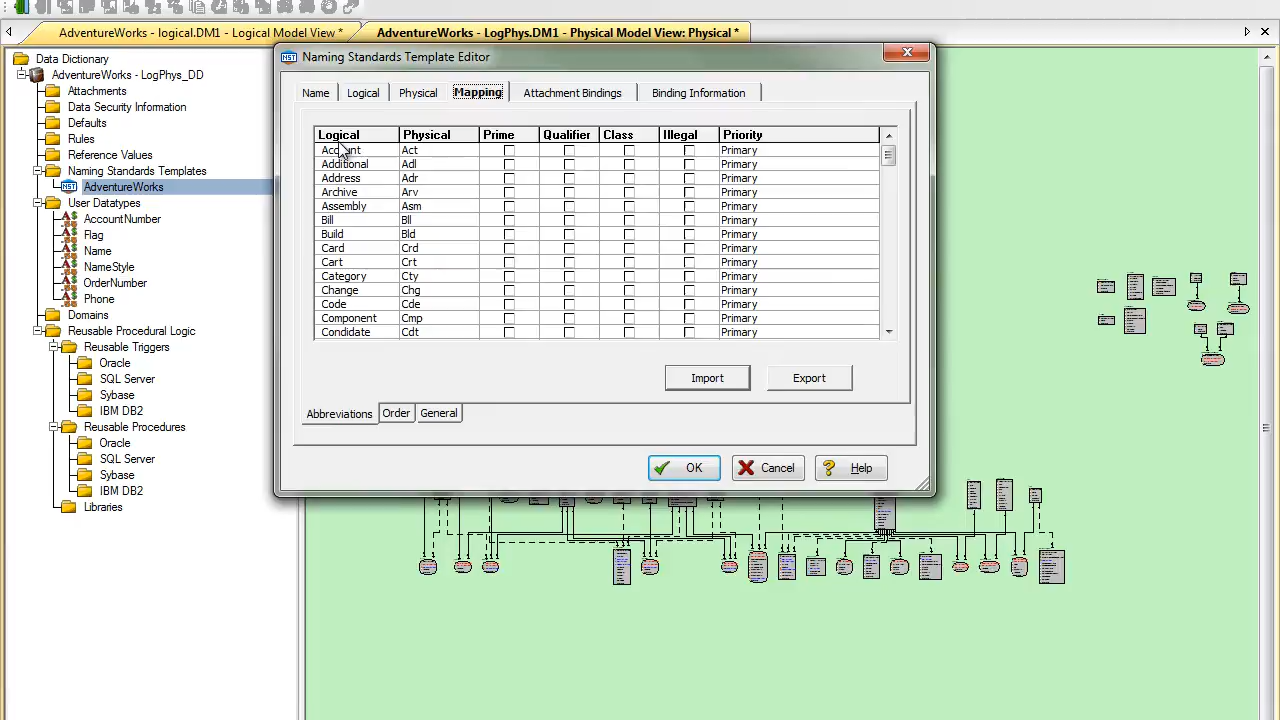 AdventureWorks - logical.DM1 - Logical Model View *
AdventureWorks - LogPhys.DM1 - Physical Model View: Physical *
Data Dictionary
AdventureWorks - LogPhys_DD
Attachments
Data Security Information
Defaults
Rules
Reference Values
Naming Standards Templates
NST AdventureWorks
User Datatypes
AccountNumber
Flag
Name
NameStyle
OrderNumber
Phone
Domains
Reusable Procedural Logic
Reusable Triggers
Oracle
SQL Server
Sybase
IBM DB2
Reusable Procedures
Oracle
SQL Server
Sybase
IBM DB2
Libraries
NST Naming Standards Template Editor
Name Logical Physical Mapping Attachment Bindings Binding Information
Logical Physical Prime Qualifier Class Illegal Priority
Account Act Primary
Additional Adl Primary
Address Adr Primary
Archive Arv Primary
Assembly Asm Primary
Bill Bll Primary
Build Bld Primary
Card Crd Primary
Cart Crt Primary
Category Cty Primary
Change Chg Primary
Code Cde Primary
Component Cmp Primary
Candidate Cdt Primary
Import Export
Abbreviations Order General
OK Cancel Help